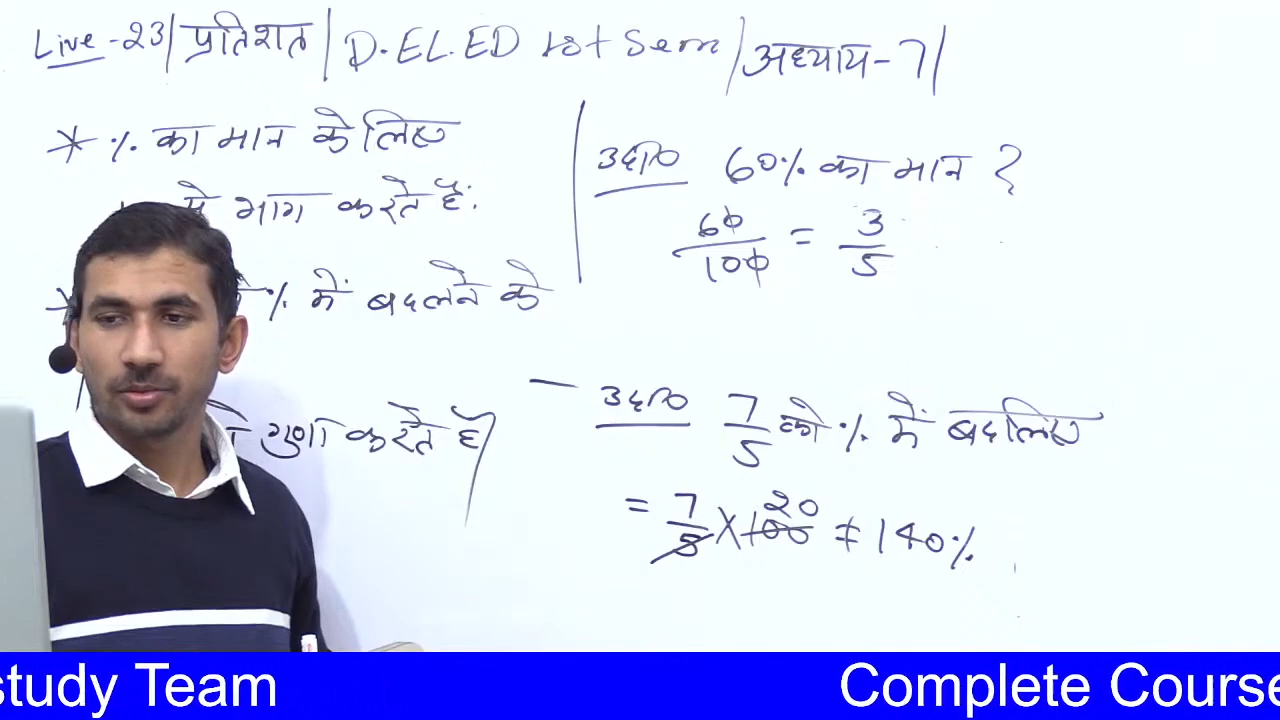 Live-23/प्रतिशत/D.EL.ED 1st Sem/अध्याय-7/
* % का मान के लिए
में भाग करते हैं।
% में बदलने के
गुणा करते हैं/
उदा० 60% का मान ?
60/100 = 3/5
उदा० 7/5 को % में बदलिए
= 7/5 X 100 20 = 140%
study Team
Complete Course